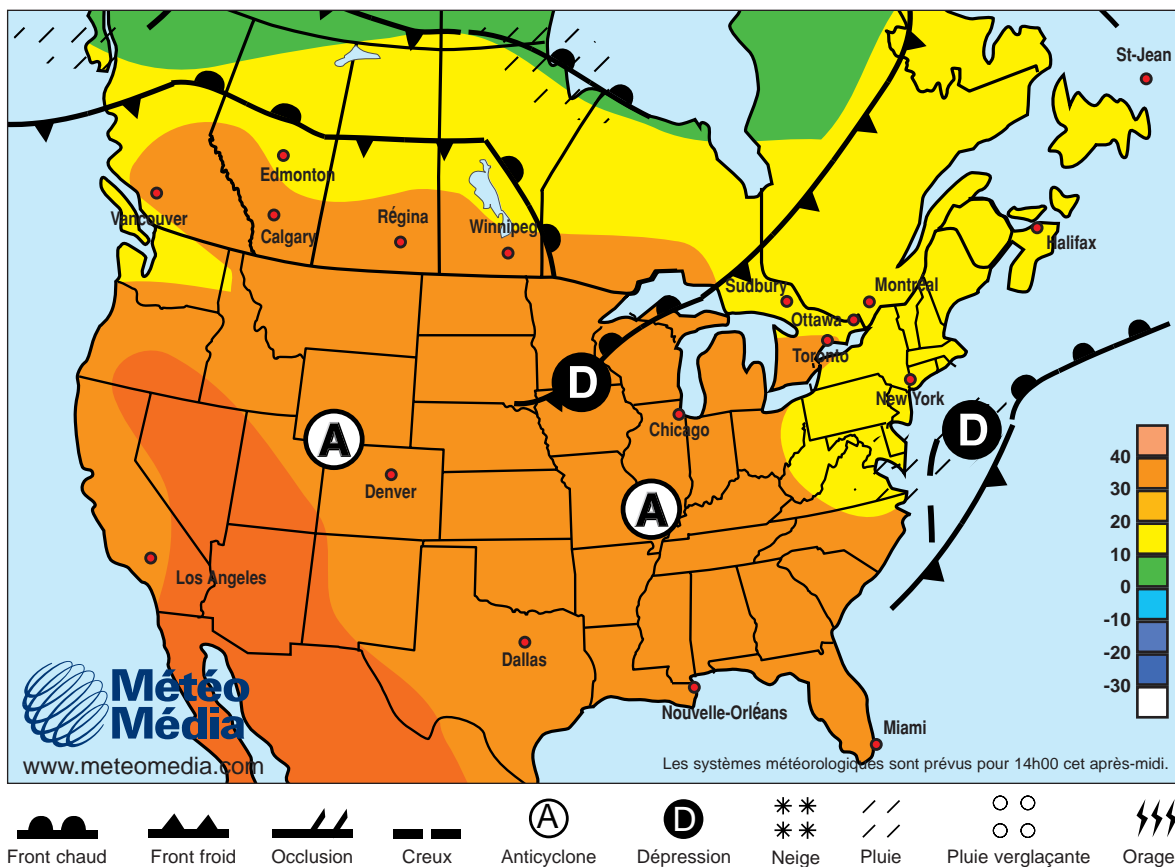 St-Jean
Edmonton
Vancouver
Calgary
Régina
Winnipeg
Halifax
Sudbury
Montréal
Ottawa
Toronto
New York
D
Chicago
D
A
Denver
A
40
30
20
10
0
-10
-20
-30
Los Angeles
Dallas
Météo
Média
www.meteomedia.com
Nouvelle-Orléans
Miami
Les systèmes météorologiques sont prévus pour 14h00 cet après-midi.
A
D
Front chaud
Front froid
Occlusion
Creux
Anticyclone
Dépression
Neige
Pluie
Pluie verglaçante
Orage